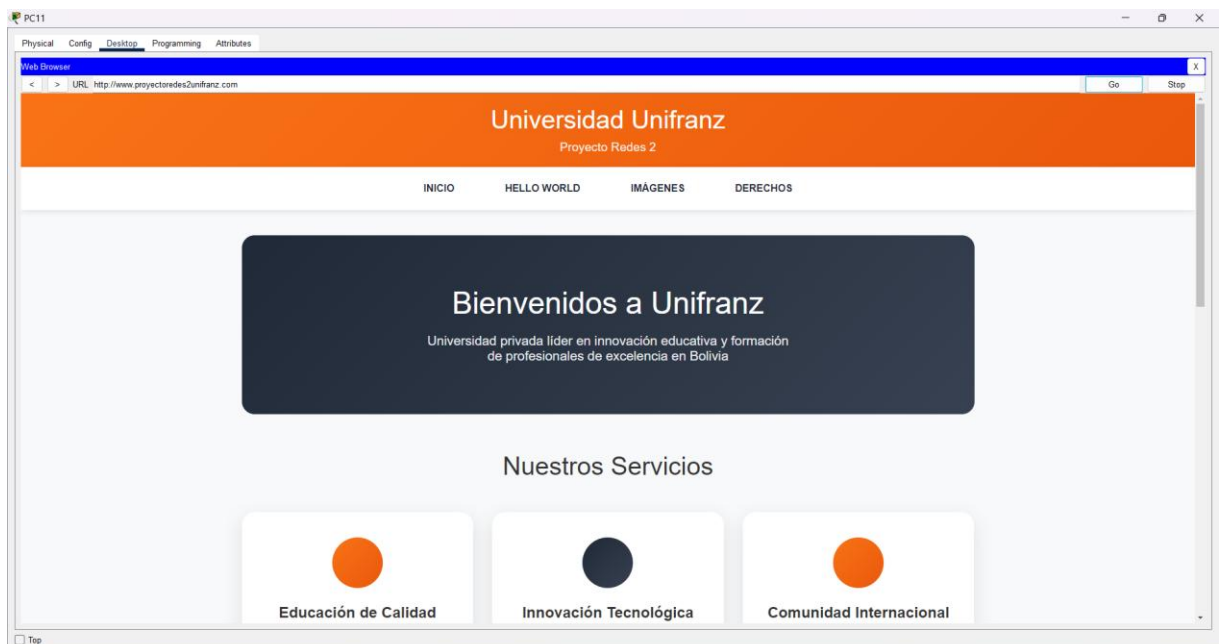 PC11
Physical Config Desktop Programming Attributes
Web Browser
X
< > URL http://www.proyectoredes2unifranz.com Go Stop
Universidad Unifranz
Proyecto Redes 2
INICIO HELLO WORLD IMÁGENES DERECHOS
Bienvenidos a Unifranz
Universidad privada líder en innovación educativa y formación
de profesionales de excelencia en Bolivia
Nuestros Servicios
Educación de Calidad Innovación Tecnológica Comunidad Internacional
Top